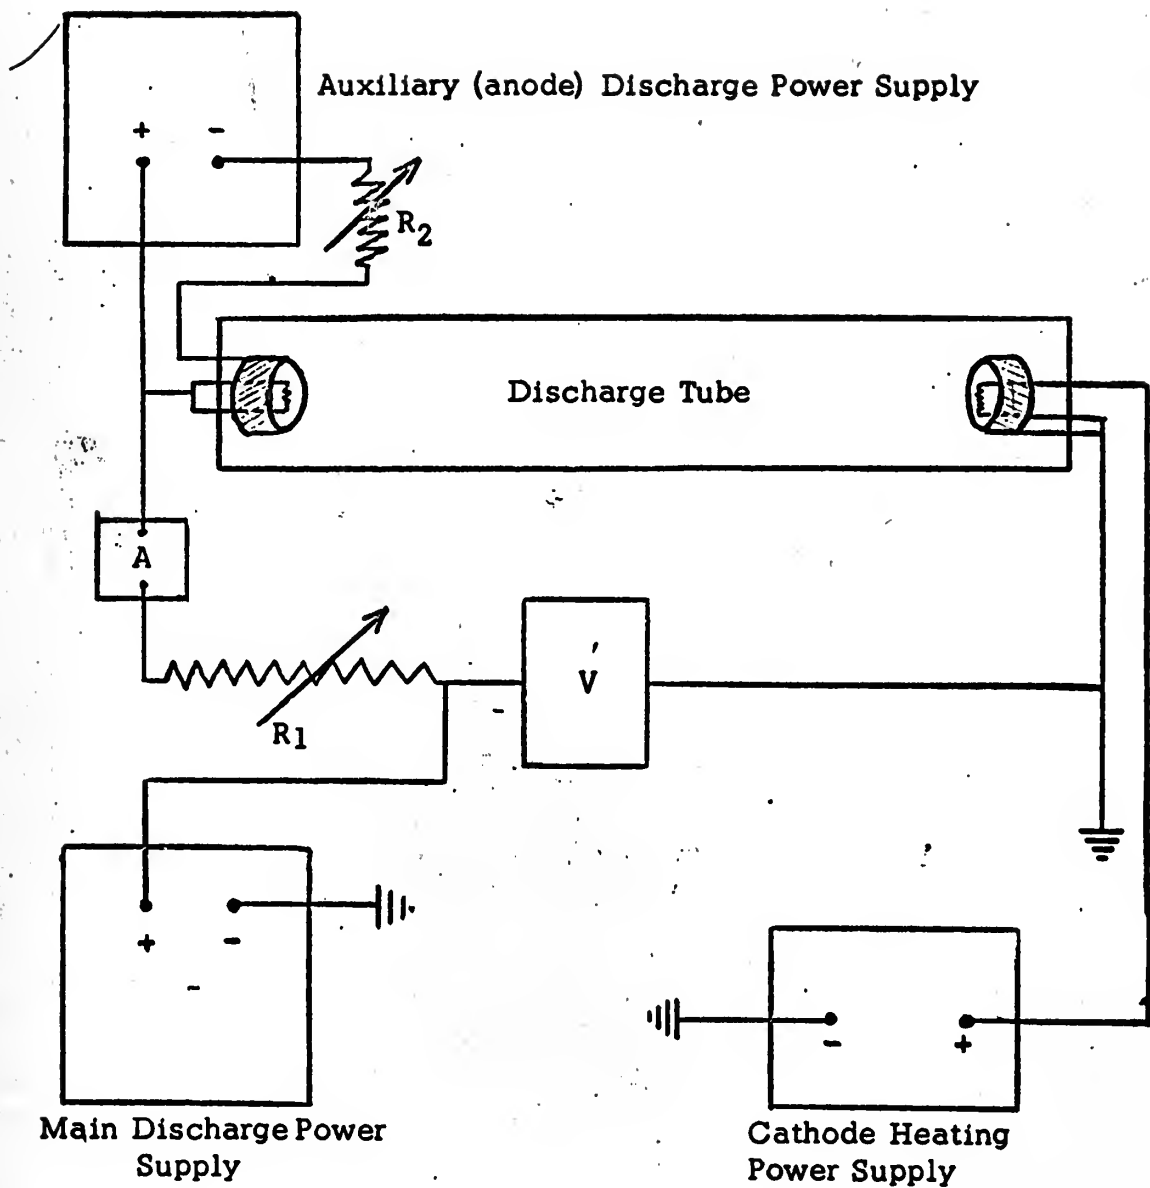 Auxiliary (anode) Discharge Power Supply
+ -
R2
Discharge Tube
A
V
-
R1
+ -
-
- +
Main Discharge Power
Supply
Cathode Heating
Power Supply